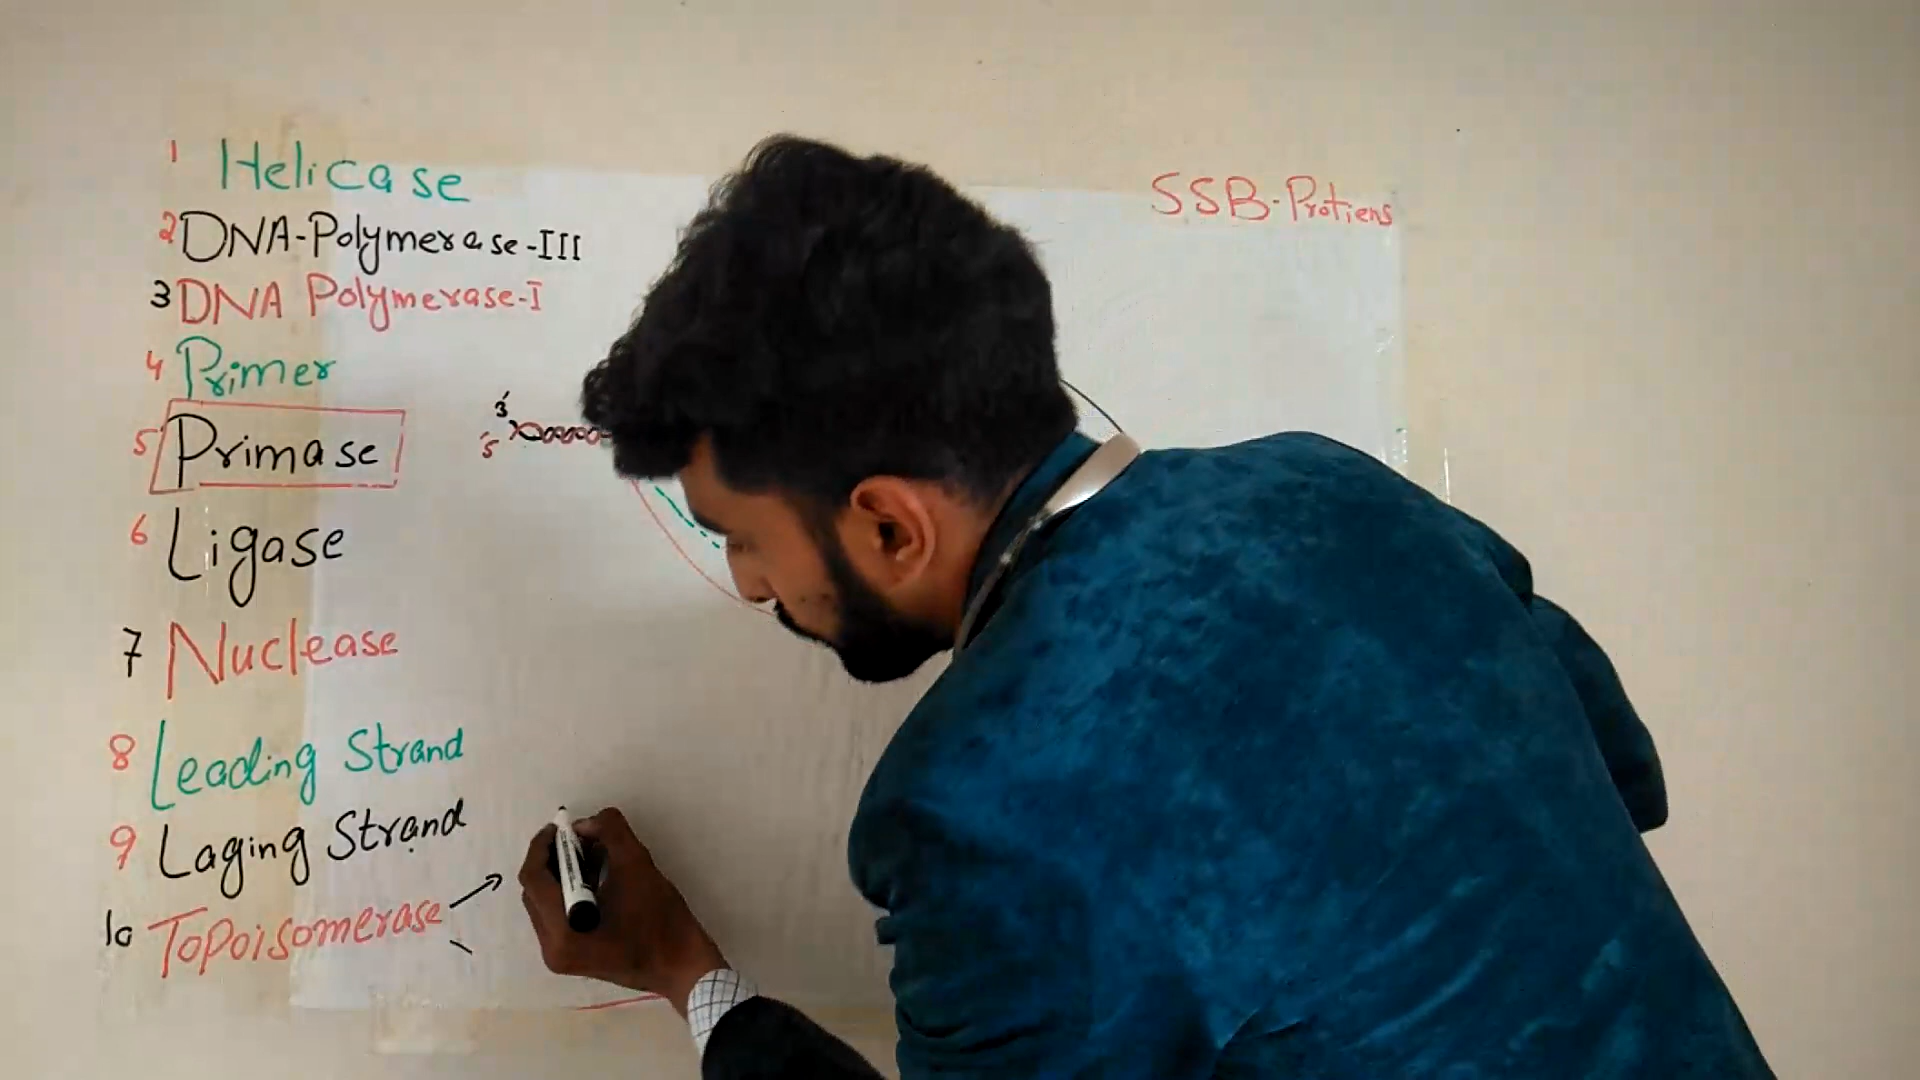 1 Helicase
2 DNA-Polymerase-III
3 DNA Polymerase-I
4 Primer
5 Primase
6 Ligase
7 Nuclease
8 Leading Strand
9 Laging Strand
10 Topoisomerase
3'
5'
SSB-Protiens